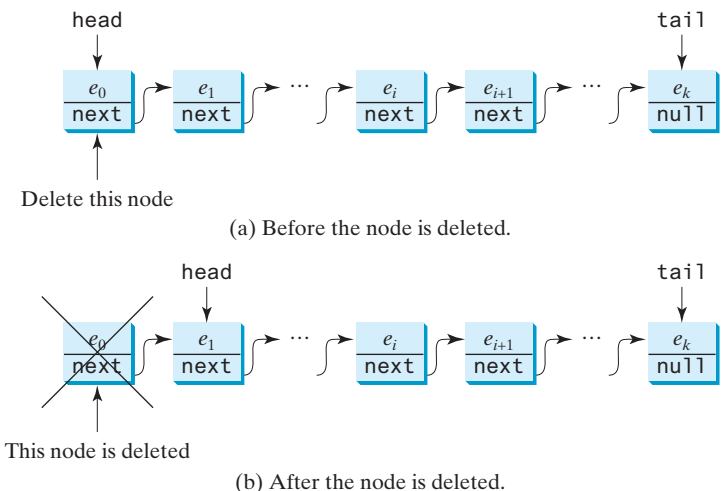 head tail
e0 e1 ... ei ei+1 ... ek
next next next next null
Delete this node
(a) Before the node is deleted.
head tail
e0 e1 ... ei ei+1 ... ek
next next next next null
This node is deleted
(b) After the node is deleted.